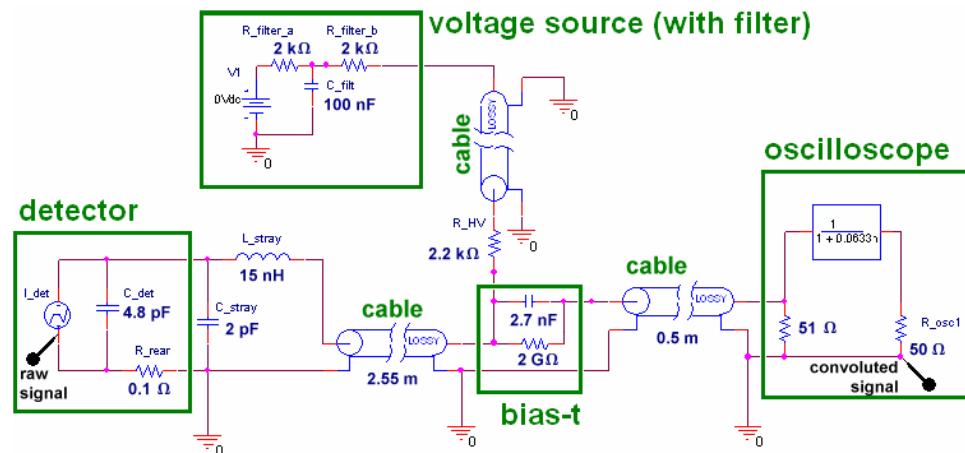 voltage source (with filter)
R_filter_a
2 kΩ
R_filter_b
2 kΩ
V1
0Vdc
C_filt
100 nF
0
cable
LOSSY
0
0
R_HV
2.2 kΩ
detector
I_det
C_det
4.8 pF
R_rear
0.1 Ω
raw
signal
C_stray
2 pF
L_stray
15 nH
0
cable
LOSSY
2.55 m
0
2.7 nF
2 GΩ
bias-t
cable
LOSSY
0.5 m
0
oscilloscope
1
1 + 0.0633
51 Ω
R_osc1
50 Ω
convoluted
signal